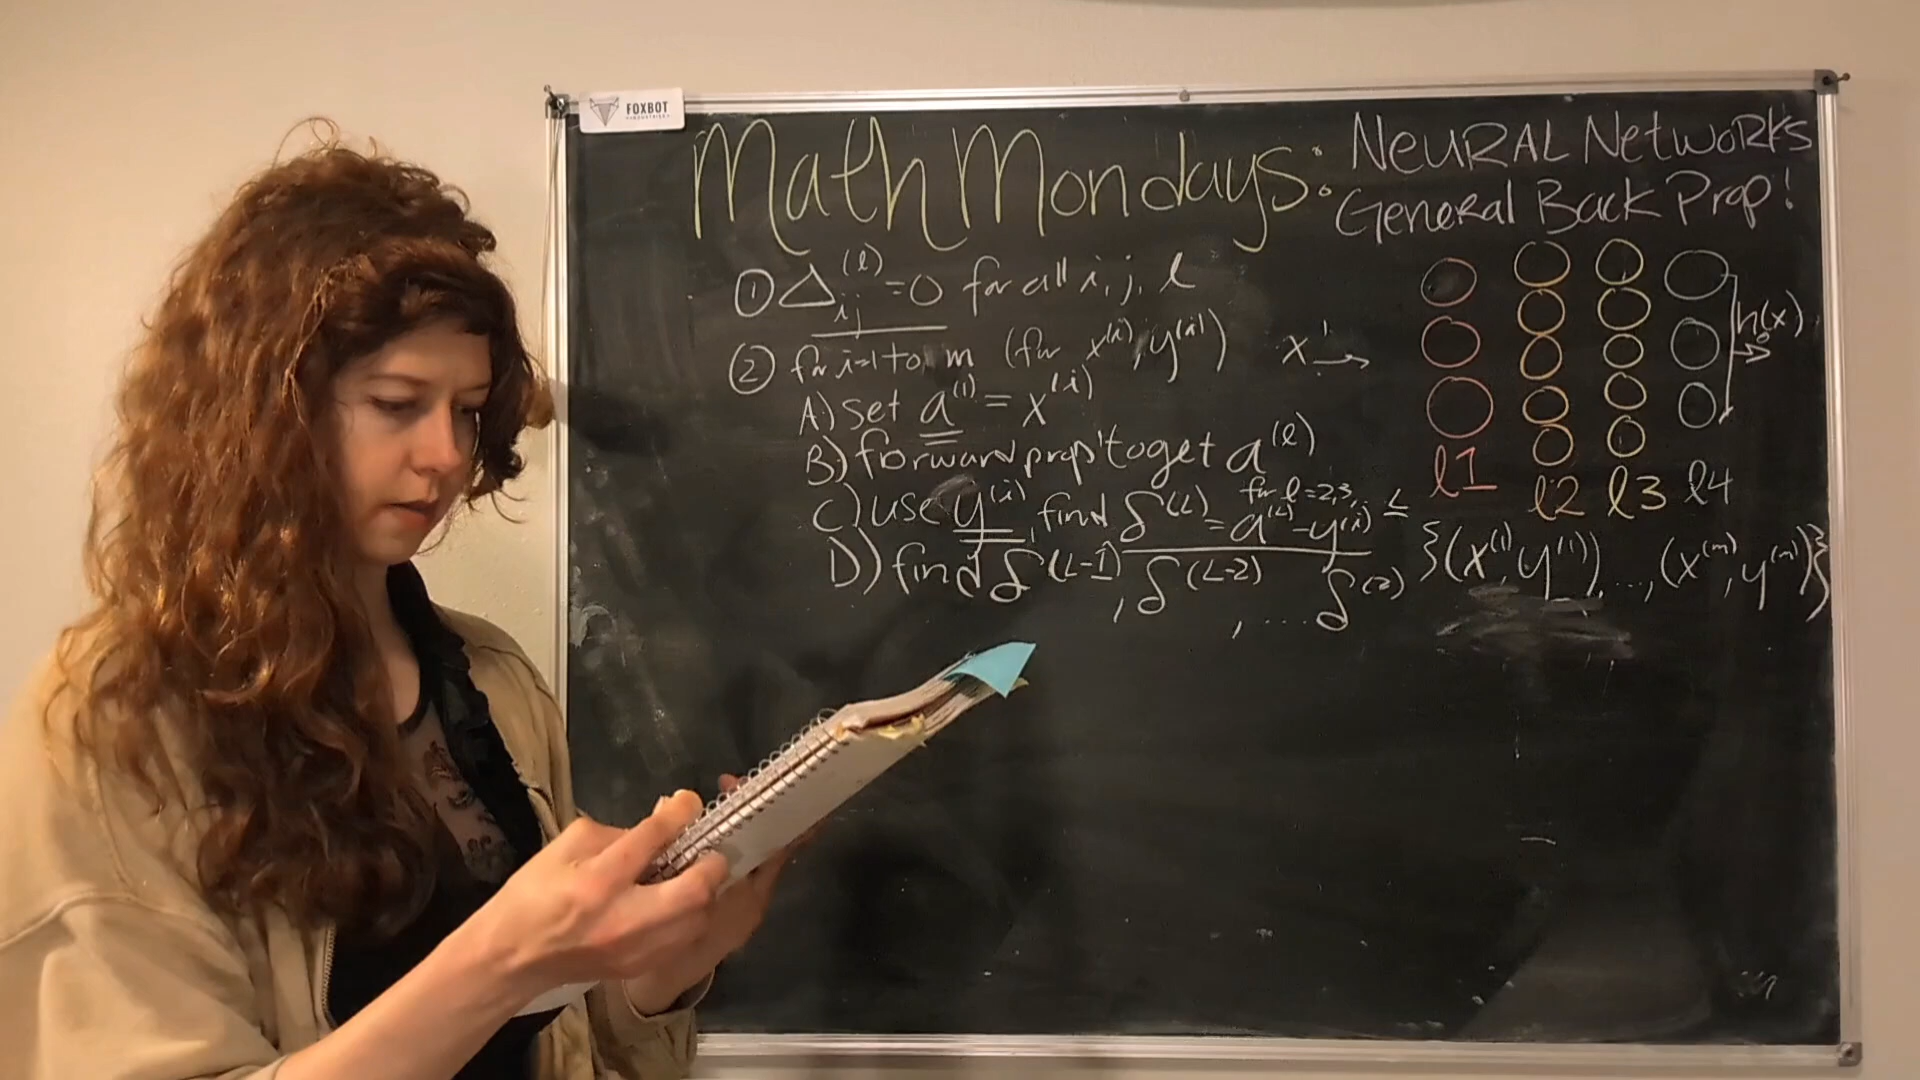 FOXBOT
INDUSTRIES
Math Mondays:
NEURAL NetWORKS
General Back Prop!
① Δᵢⱼ⁽ˡ⁾ = 0 for all i, j, l
② for i=1 to m (for x⁽ⁱ⁾, y⁽ⁱ⁾)
A) set a⁽¹⁾ = x⁽ⁱ⁾
B) forward prop to get a⁽ˡ⁾
for l = 2,3, L
C) use y⁽ⁱ⁾, find δ⁽ᴸ⁾ = a⁽ᴸ⁾ - y⁽ⁱ⁾
D) find δ⁽ᴸ⁻¹⁾, δ⁽ᴸ⁻²⁾, ... δ⁽²⁾
x →
h(x)
l1 l2 l3 l4
{(x⁽¹⁾, y⁽¹⁾), ..., (x⁽ᵐ⁾, y⁽ᵐ⁾)}